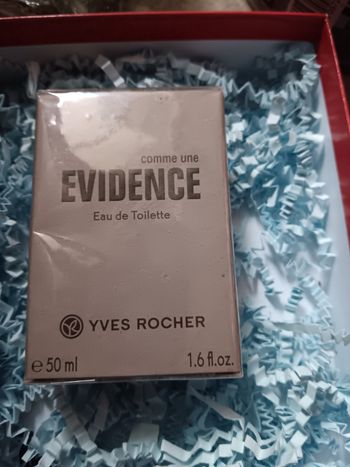 comme une
EVIDENCE
Eau de Toilette
YVES ROCHER
℮ 50 ml 1.6 fl.oz.